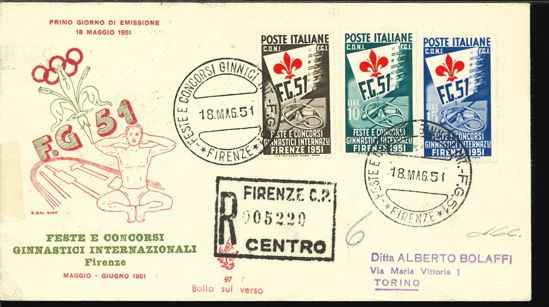 PRIMO GIORNO DI EMISSIONE
18 MAGGIO 1951
F.G 51
FESTE E CONCORSI
GINNASTICI INTERNAZIONALI
Firenze
MAGGIO - GIUGNO 1951
FESTE E CONCORSI GINNICI INT. F.G. 51
18.MAG.51
FIRENZE
POSTE ITALIANE
C.O.N.I. F.G.I.
F.G.51
FESTE E CONCORSI
GINNASTICI INTERNAZ!
FIRENZE 1951
POSTE ITALIANE
C.O.N.I. F.G.I.
F.G.51
LIRE
10
FESTE E CONCORSI
GINNASTICI INTERNAZ!
FIRENZE 1951
POSTE ITALIANE
C.O.N.I. F.G.I.
F.G.51
FESTE E CONCORSI
GINNASTICI INTERNAZ!
FIRENZE 1951
18.MAG.51
FIRENZE
R
FIRENZE C.P.
005220
CENTRO
97
Bollo sul verso
6
Ditta ALBERTO BOLAFFI
Via Maria Vittoria 1
TORINO